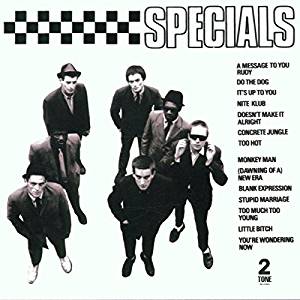 SPECIALS
A MESSAGE TO YOU
RUDY
DO THE DOG
IT'S UP TO YOU
NITE KLUB
DOESN'T MAKE IT
ALRIGHT
CONCRETE JUNGLE
TOO HOT
MONKEY MAN
(DAWNING OF A)
NEW ERA
BLANK EXPRESSION
STUPID MARRIAGE
TOO MUCH TOO
YOUNG
LITTLE BITCH
YOU'RE WONDERING
NOW
2
TONE